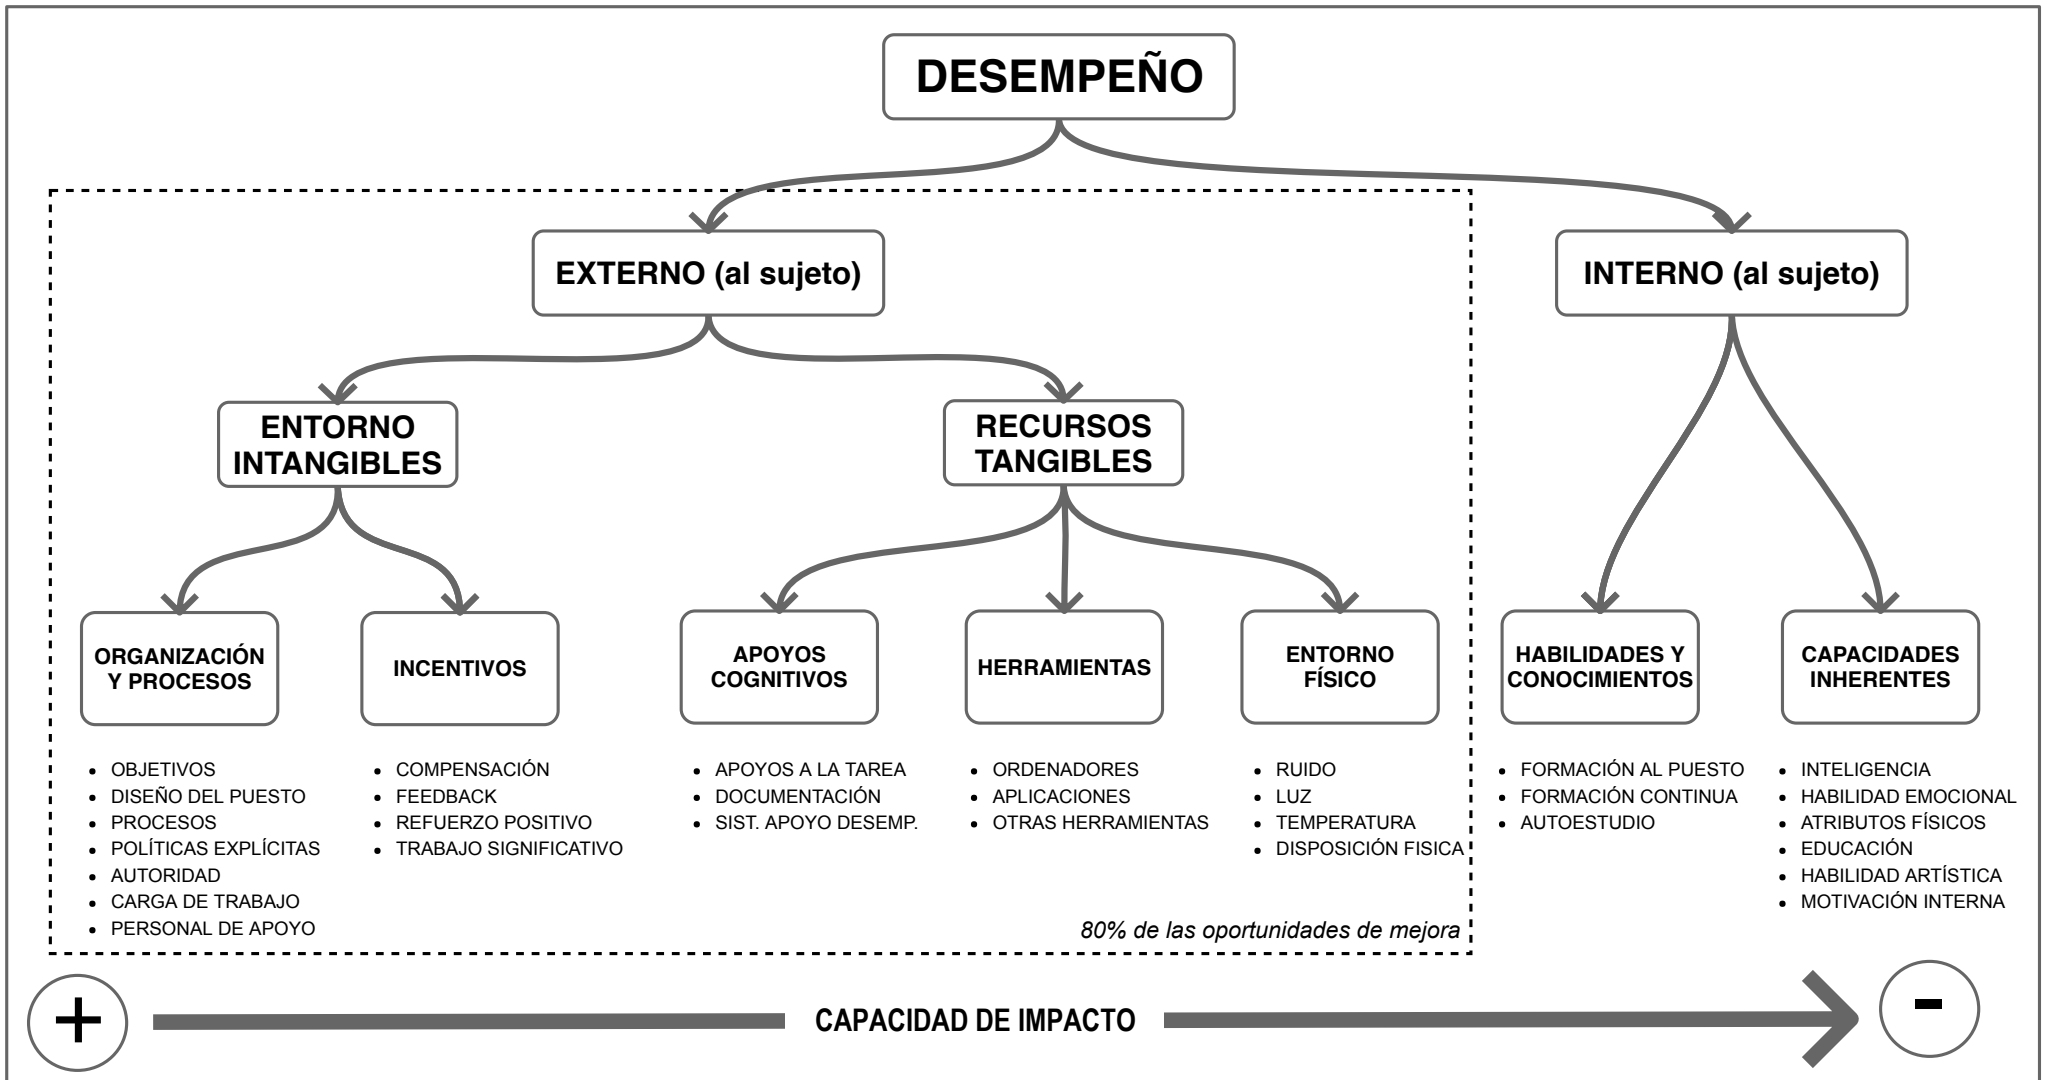 DESEMPEÑO
EXTERNO (al sujeto)
INTERNO (al sujeto)
ENTORNO
INTANGIBLES
RECURSOS
TANGIBLES
ORGANIZACIÓN
Y PROCESOS
INCENTIVOS
APOYOS
COGNITIVOS
HERRAMIENTAS
ENTORNO
FÍSICO
HABILIDADES Y
CONOCIMIENTOS
CAPACIDADES
INHERENTES
• OBJETIVOS
• DISEÑO DEL PUESTO
• PROCESOS
• POLÍTICAS EXPLÍCITAS
• AUTORIDAD
• CARGA DE TRABAJO
• PERSONAL DE APOYO
• COMPENSACIÓN
• FEEDBACK
• REFUERZO POSITIVO
• TRABAJO SIGNIFICATIVO
• APOYOS A LA TAREA
• DOCUMENTACIÓN
• SIST. APOYO DESEMP.
• ORDENADORES
• APLICACIONES
• OTRAS HERRAMIENTAS
• RUIDO
• LUZ
• TEMPERATURA
• DISPOSICIÓN FISICA
• FORMACIÓN AL PUESTO
• FORMACIÓN CONTINUA
• AUTOESTUDIO
• INTELIGENCIA
• HABILIDAD EMOCIONAL
• ATRIBUTOS FÍSICOS
• EDUCACIÓN
• HABILIDAD ARTÍSTICA
• MOTIVACIÓN INTERNA
80% de las oportunidades de mejora
+
CAPACIDAD DE IMPACTO
-